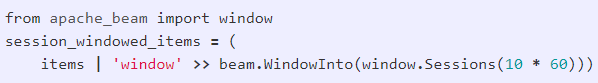 from apache_beam import window
session_windowed_items = (
    items | 'window' >> beam.WindowInto(window.Sessions(10 * 60)))